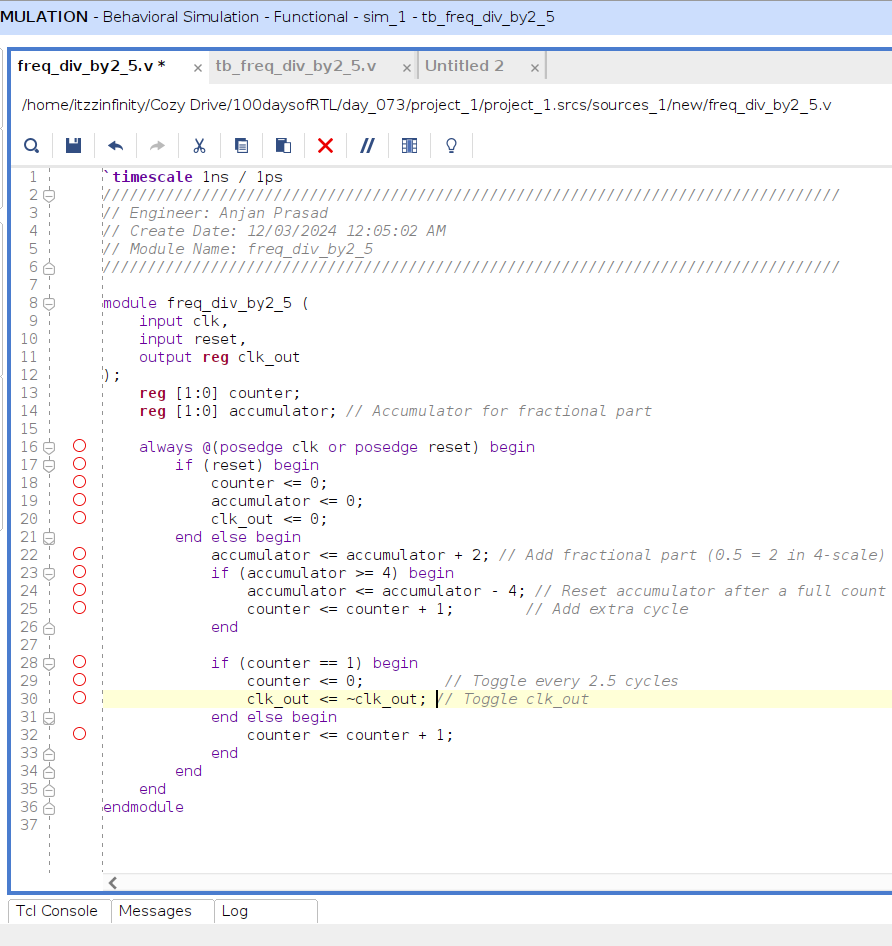 MULATION - Behavioral Simulation - Functional - sim_1 - tb_freq_div_by2_5
freq_div_by2_5.v * × tb_freq_div_by2_5.v × Untitled 2 ×
/home/itzzinfinity/Cozy Drive/100daysofRTL/day_073/project_1/project_1.srcs/sources_1/new/freq_div_by2_5.v
1 `timescale 1ns / 1ps
2 //////////////////////////////////////////////////////////////////////////////////
3 // Engineer: Anjan Prasad
4 // Create Date: 12/03/2024 12:05:02 AM
5 // Module Name: freq_div_by2_5
6 //////////////////////////////////////////////////////////////////////////////////
7
8 module freq_div_by2_5 (
9     input clk,
10     input reset,
11     output reg clk_out
12 );
13     reg [1:0] counter;
14     reg [1:0] accumulator; // Accumulator for fractional part
15
16     always @(posedge clk or posedge reset) begin
17         if (reset) begin
18             counter <= 0;
19             accumulator <= 0;
20             clk_out <= 0;
21         end else begin
22             accumulator <= accumulator + 2; // Add fractional part (0.5 = 2 in 4-scale)
23             if (accumulator >= 4) begin
24                 accumulator <= accumulator - 4; // Reset accumulator after a full count
25                 counter <= counter + 1;        // Add extra cycle
26             end
27
28             if (counter == 1) begin
29                 counter <= 0;         // Toggle every 2.5 cycles
30                 clk_out <= ~clk_out; // Toggle clk_out
31             end else begin
32                 counter <= counter + 1;
33             end
34         end
35     end
36 endmodule
37
Tcl Console Messages Log